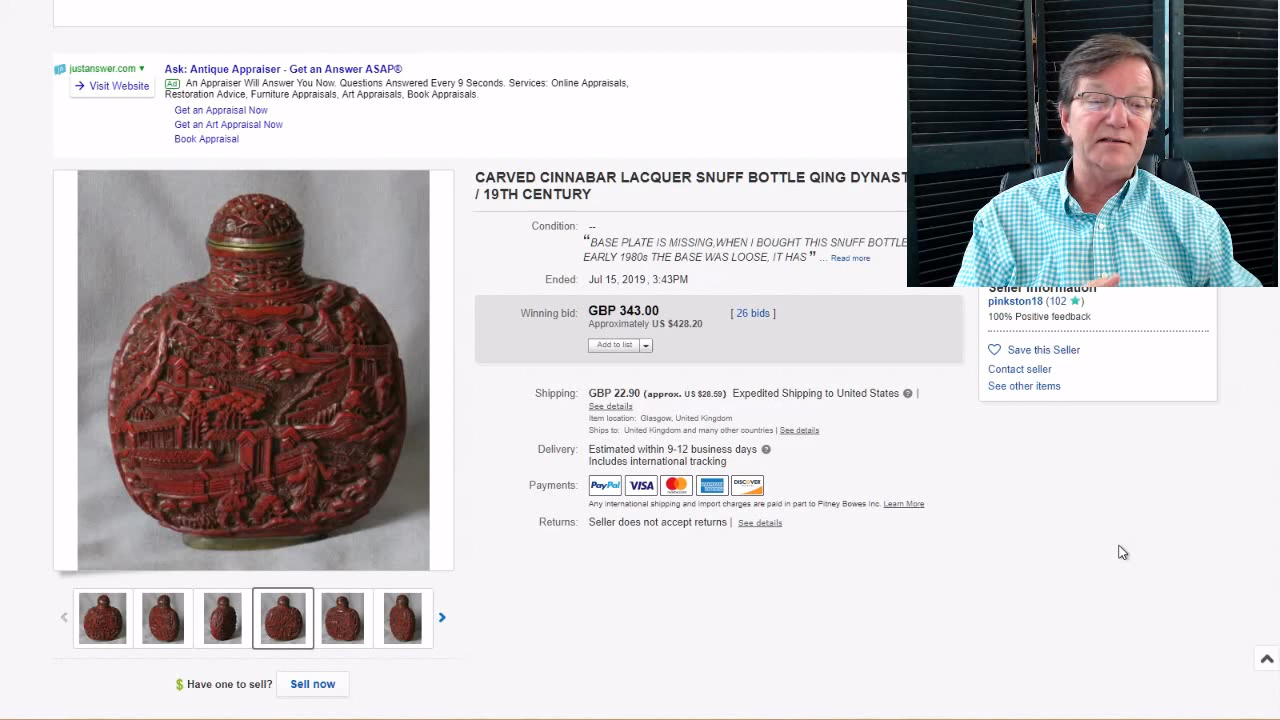 justanswer.com
Visit Website
Ask: Antique Appraiser - Get an Answer ASAP®
Ad An Appraiser Will Answer You Now. Questions Answered Every 9 Seconds. Services: Online Appraisals,
Restoration Advice, Furniture Appraisals, Art Appraisals, Book Appraisals.
Get an Appraisal Now
Get an Art Appraisal Now
Book Appraisal
CARVED CINNABAR LACQUER SNUFF BOTTLE QING DYNAST
/ 19TH CENTURY
Condition: --
“BASE PLATE IS MISSING,WHEN I BOUGHT THIS SNUFF BOTTLE
EARLY 1980s THE BASE WAS LOOSE, IT HAS ” ... Read more
Ended: Jul 15, 2019 , 3:43PM
Winning bid: GBP 343.00 [ 26 bids ]
Approximately US $428.20
Add to list
Shipping: GBP 22.90 (approx. US $28.59) Expedited Shipping to United States |
See details
Item location: Glasgow, United Kingdom
Ships to: United Kingdom and many other countries | See details
Delivery: Estimated within 9-12 business days
Includes international tracking
Payments: PayPal VISA MasterCard AMERICAN EXPRESS DISCOVER
Any international shipping and import charges are paid in part to Pitney Bowes Inc. Learn More
Returns: Seller does not accept returns | See details
Seller information
pinkston18 (102 )
100% Positive feedback
Save this Seller
Contact seller
See other items
Have one to sell? Sell now